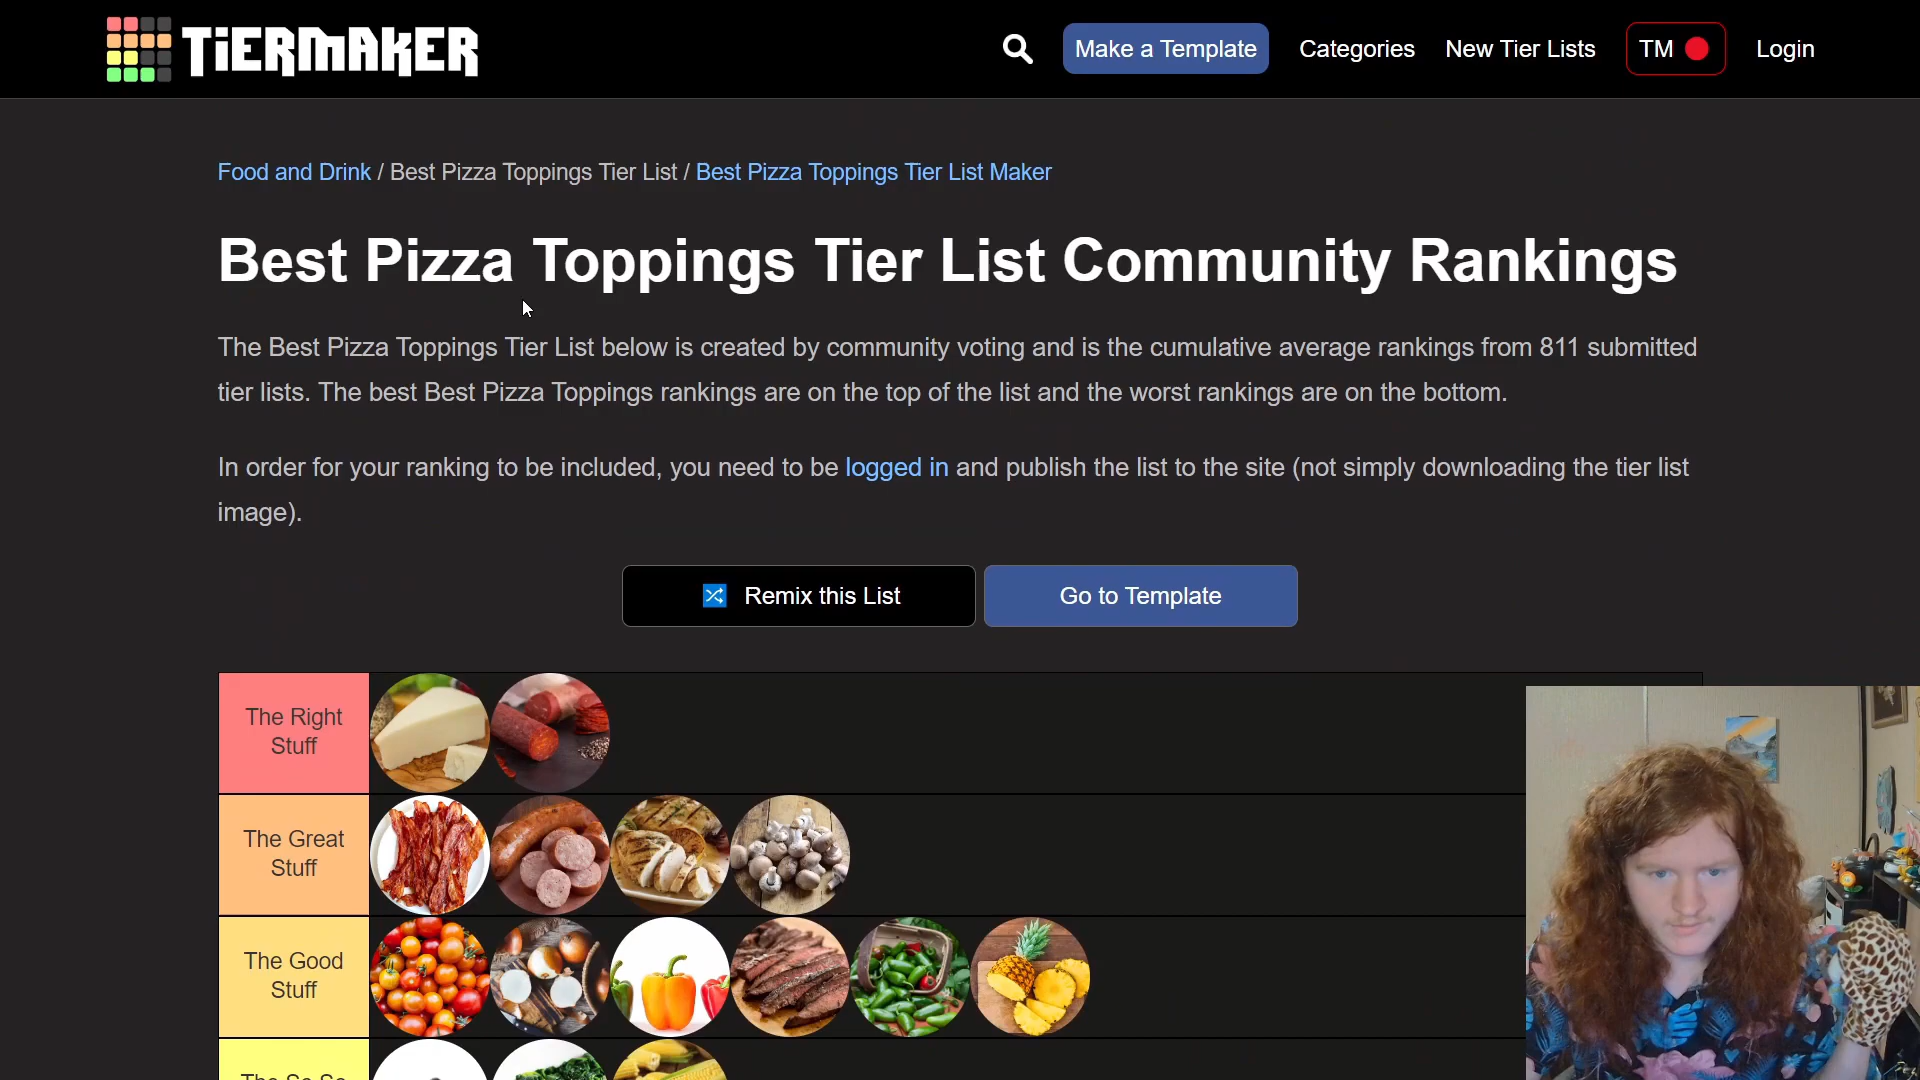 TiERMAKER
Make a Template
Categories
New Tier Lists
TM
Login
Food and Drink / Best Pizza Toppings Tier List / Best Pizza Toppings Tier List Maker
Best Pizza Toppings Tier List Community Rankings
The Best Pizza Toppings Tier List below is created by community voting and is the cumulative average rankings from 811 submitted
tier lists. The best Best Pizza Toppings rankings are on the top of the list and the worst rankings are on the bottom.
In order for your ranking to be included, you need to be logged in and publish the list to the site (not simply downloading the tier list
image).
Remix this List
Go to Template
The Right
Stuff
The Great
Stuff
The Good
Stuff
The So So